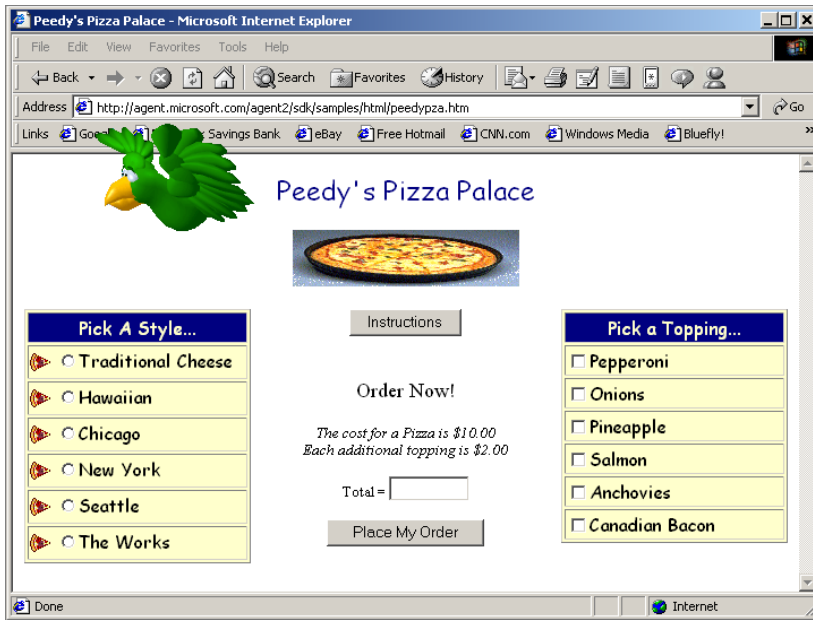 Peedy's Pizza Palace - Microsoft Internet Explorer
File Edit View Favorites Tools Help
Back Search Favorites History
Address http://agent.microsoft.com/agent2/sdk/samples/html/peedypza.htm Go
Links Savings Bank eBay Free Hotmail CNN.com Windows Media Bluefly! »
Peedy's Pizza Palace
Pick A Style...
Traditional Cheese
Hawaiian
Chicago
New York
Seattle
The Works
Instructions
Order Now!
The cost for a Pizza is $10.00
Each additional topping is $2.00
Total =
Place My Order
Pick a Topping...
Pepperoni
Onions
Pineapple
Salmon
Anchovies
Canadian Bacon
Done Internet